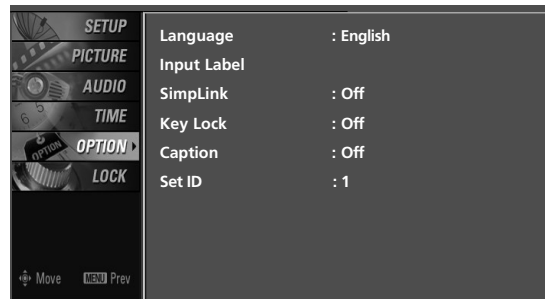 SETUP
PICTURE
AUDIO
TIME
OPTION
LOCK
Move MENU Prev
Language : English
Input Label
SimpLink : Off
Key Lock : Off
Caption : Off
Set ID : 1